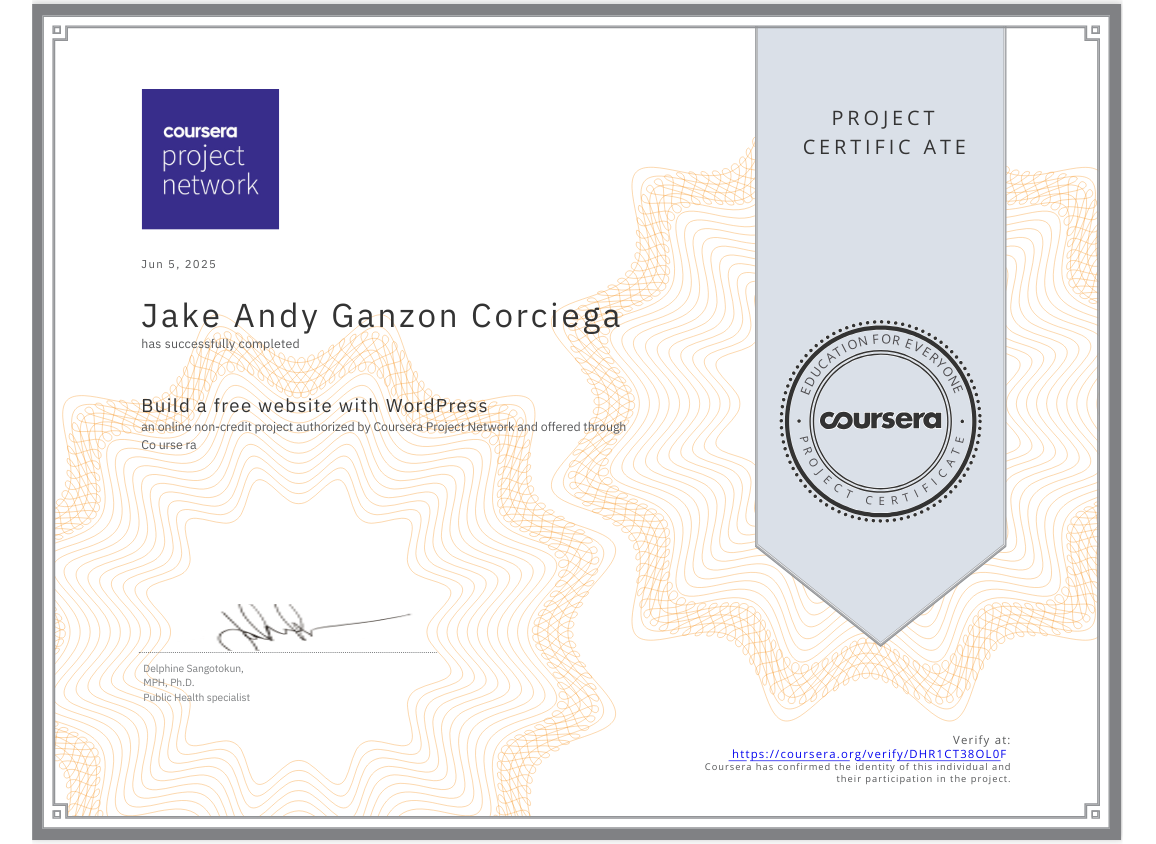 coursera
project
network
PROJECT
CERTIFIC ATE
Jun 5, 2025
Jake Andy Ganzon Corciega
has successfully completed
EDUCATION FOR EVERYONE
coursera
PROJECT CERTIFICATE
Build a free website with WordPress
an online non-credit project authorized by Coursera Project Network and offered through
Co urse ra
Delphine Sangotokun,
MPH, Ph.D.
Public Health specialist
Verify at:
https://coursera.org/verify/DHR1CT38OL0F
Coursera has confirmed the identity of this individual and
their participation in the project.